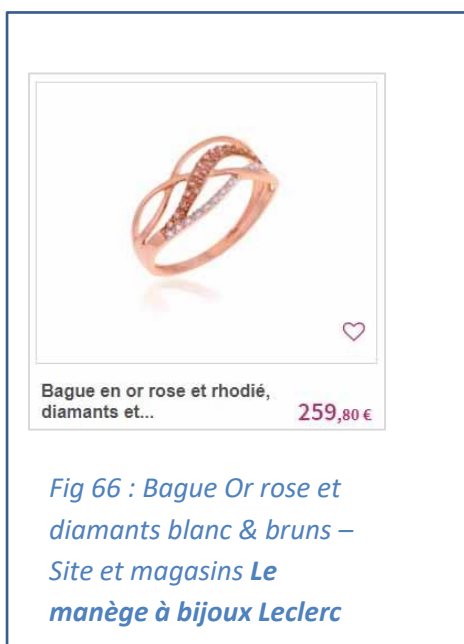 Bague en or rose et rhodié,
diamants et...
259,80 €
Fig 66 : Bague Or rose et
diamants blanc & bruns –
Site et magasins Le
manège à bijoux Leclerc